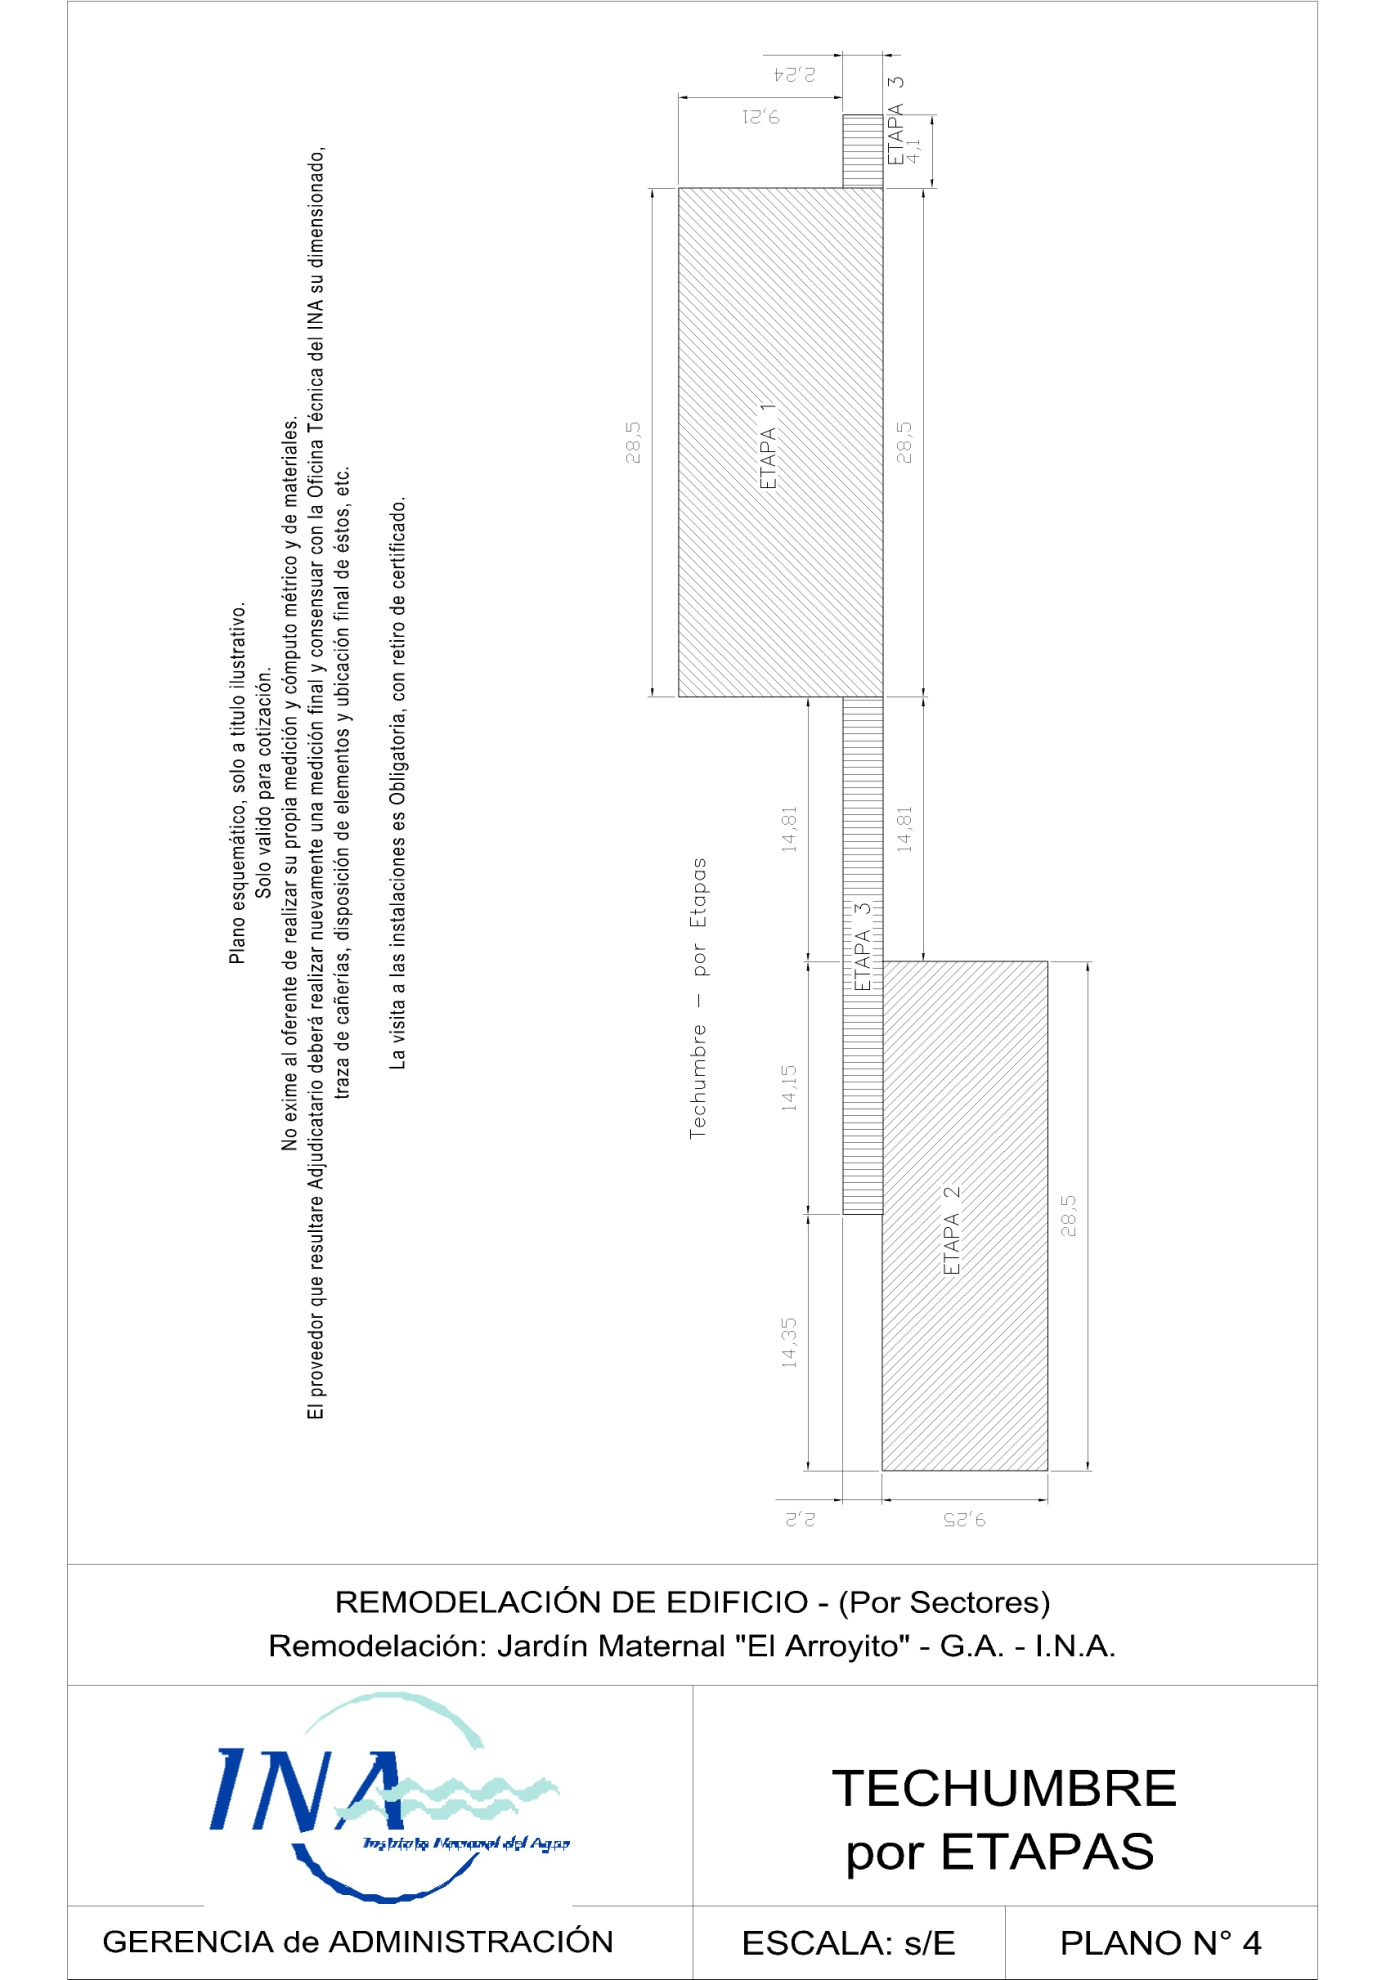 Plano esquemático, solo a titulo ilustrativo.
Solo valido para cotización.
No exime al oferente de realizar su propia medición y cómputo métrico y de materiales.
El proveedor que resultare Adjudicatario deberá realizar nuevamente una medición final y consensuar con la Oficina Técnica del INA su dimensionado,
traza de cañerías, disposición de elementos y ubicación final de éstos, etc.
La visita a las instalaciones es Obligatoria, con retiro de certificado.
Techumbre – por Etapas
2,24
9,21
ETAPA 3
4,1
28,5
ETAPA 1
28,5
14,81
14,81
ETAPA 3
14,15
ETAPA 2
28,5
14,35
2,2
9,25
REMODELACIÓN DE EDIFICIO - (Por Sectores)
Remodelación: Jardín Maternal "El Arroyito" - G.A. - I.N.A.
INA
Instituto Nacional del Agua
TECHUMBRE
por ETAPAS
GERENCIA de ADMINISTRACIÓN
ESCALA: s/E
PLANO N° 4